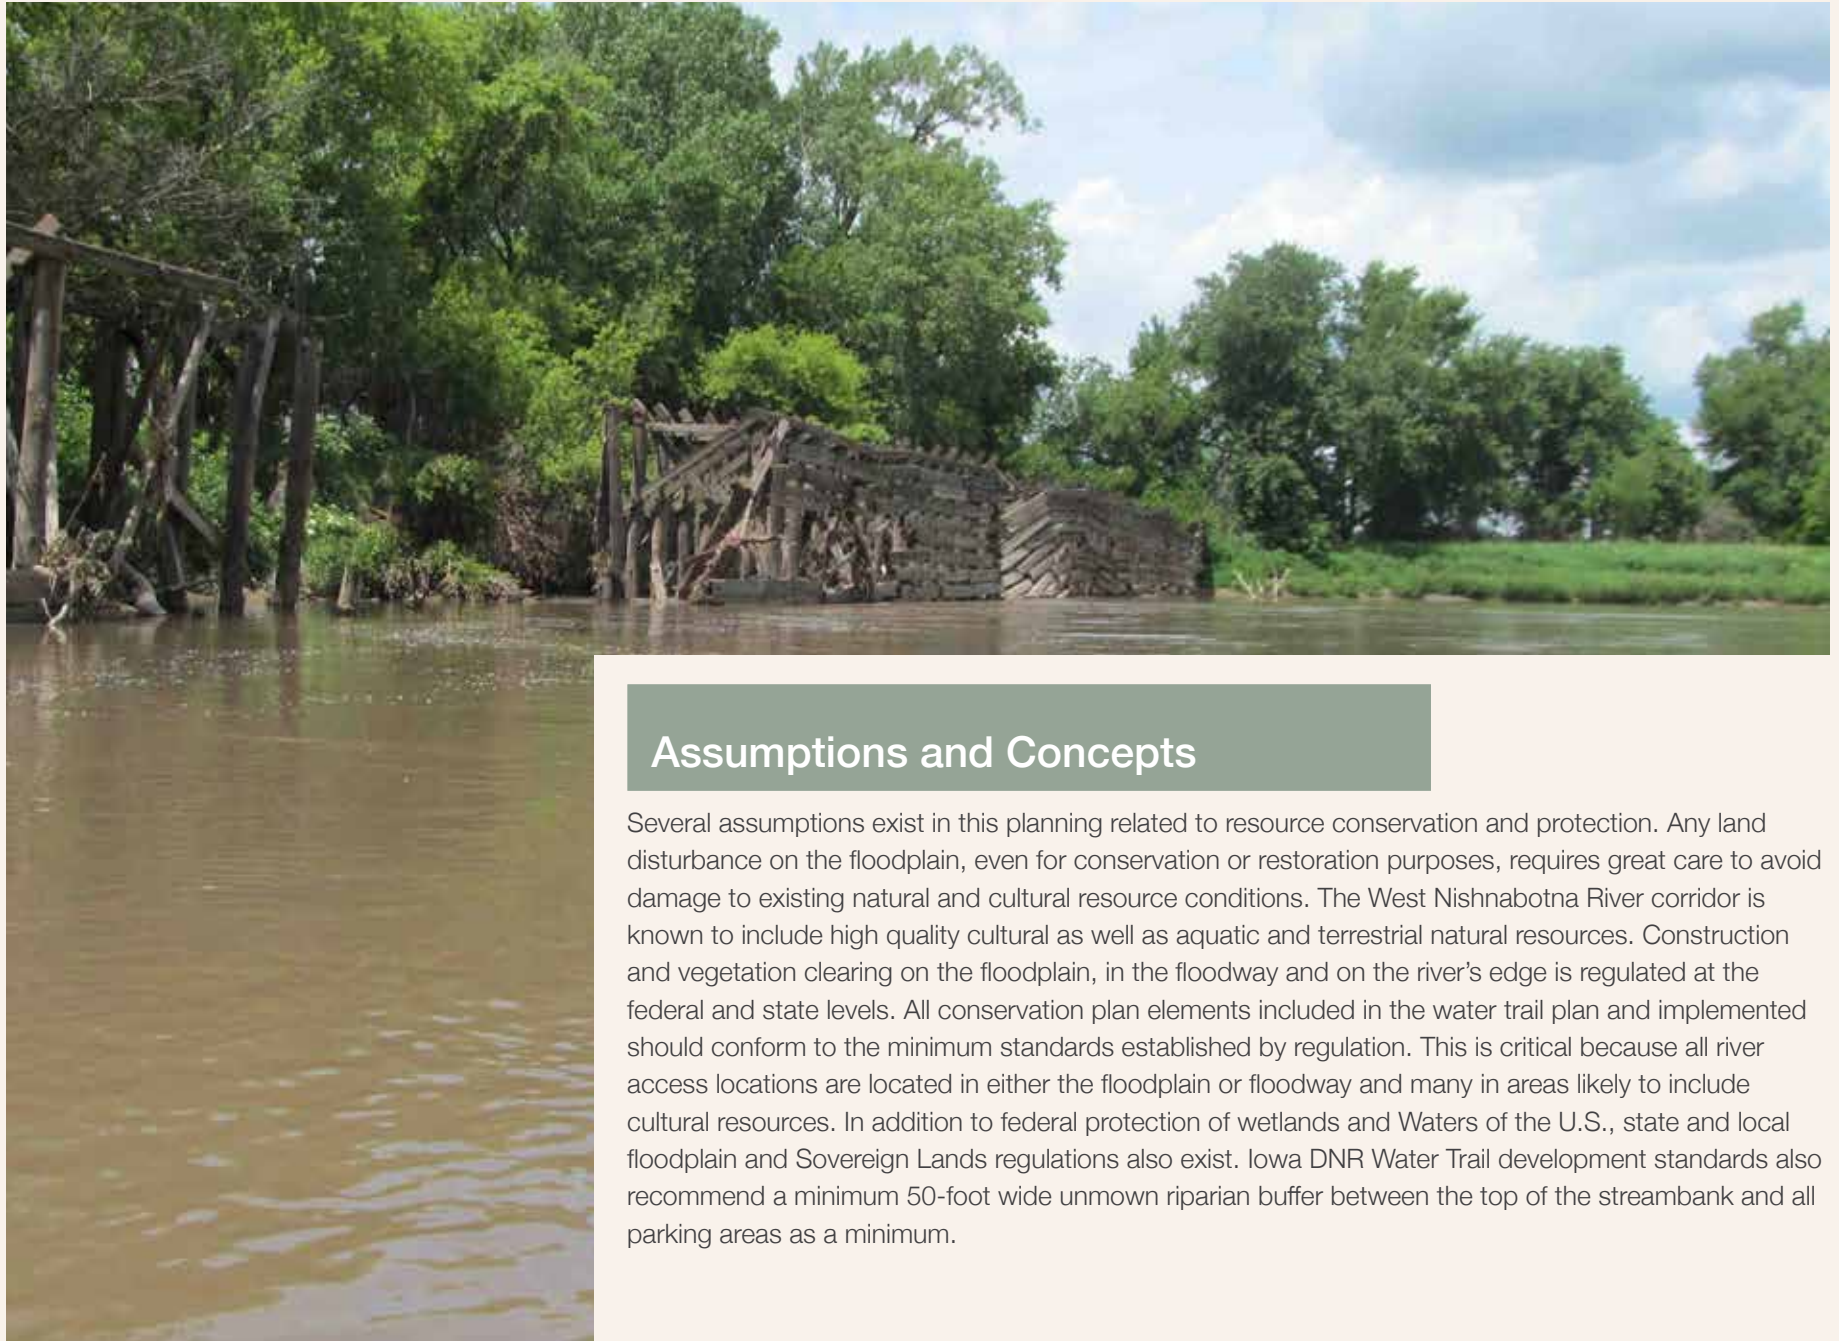 Assumptions and Concepts
Several assumptions exist in this planning related to resource conservation and protection. Any land
disturbance on the floodplain, even for conservation or restoration purposes, requires great care to avoid
damage to existing natural and cultural resource conditions. The West Nishnabotna River corridor is
known to include high quality cultural as well as aquatic and terrestrial natural resources. Construction
and vegetation clearing on the floodplain, in the floodway and on the river’s edge is regulated at the
federal and state levels. All conservation plan elements included in the water trail plan and implemented
should conform to the minimum standards established by regulation. This is critical because all river
access locations are located in either the floodplain or floodway and many in areas likely to include
cultural resources. In addition to federal protection of wetlands and Waters of the U.S., state and local
floodplain and Sovereign Lands regulations also exist. Iowa DNR Water Trail development standards also
recommend a minimum 50-foot wide unmown riparian buffer between the top of the streambank and all
parking areas as a minimum.